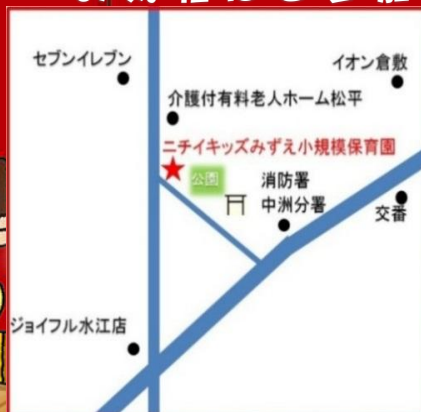 セブンイレブン
イオン倉敷
介護付有料老人ホーム松平
ニチイキッズみずえ小規模保育園
公園
消防署
中洲分署
交番
ジョイフル水江店